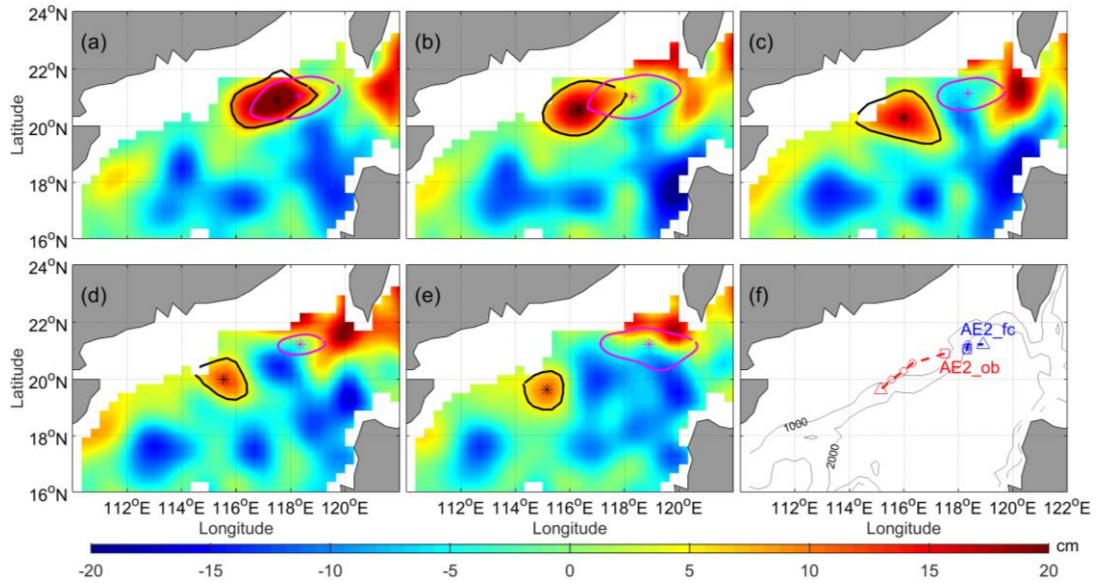 24°N
22°N
20°N
18°N
16°N
Latitude
(a)
(b)
(c)
24°N
22°N
20°N
18°N
16°N
Latitude
(d)
(e)
(f)
AE2_fc
AE2_ob
1000
2000
112°E 114°E 116°E 118°E 120°E
112°E 114°E 116°E 118°E 120°E
112°E 114°E 116°E 118°E 120°E 122°E
Longitude
Longitude
Longitude
cm
-20 -15 -10 -5 0 5 10 15 20